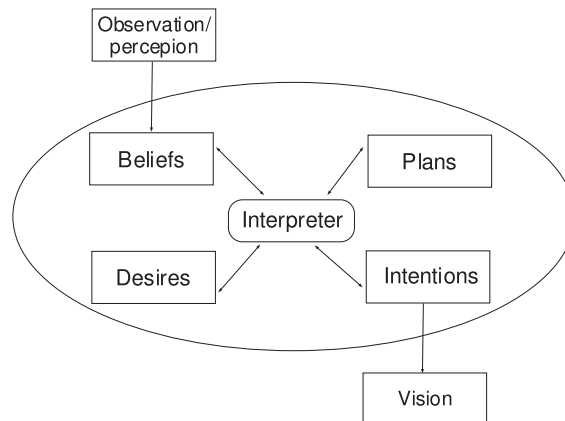 Observation/
percepion
Beliefs
Plans
Interpreter
Desires
Intentions
Vision